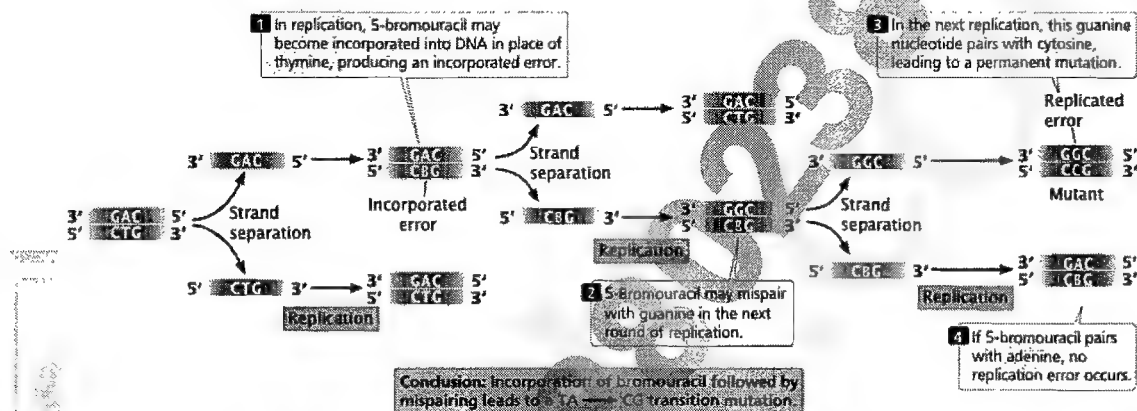 1 In replication, 5-bromouracil may
become incorporated into DNA in place of
thymine, producing an incorporated error.
3 In the next replication, this guanine
nucleotide pairs with cytosine,
leading to a permanent mutation.
Replicated
error
3' GAC 5'
3' GAC 5'
5' CTG 3'
3' GAC 5'
3' GAC 5'
5' CBG 3'
Strand
separation
3' GGC 5'
3' GGC 5'
5' CCG 3'
Mutant
3' GAC 5'
5' CTG 3'
Strand
separation
Incorporated
error
5' CBG 3'
GGC 5'
5' CBG 3'
Strand
separation
Replication
5' CTG 3'
3' GAC 5'
5' CTG 3'
Replication
5' CBG 3'
3' GAC 5'
5' CBG 3'
Replication
2 5-Bromouracil may mispair
with guanine in the next
round of replication.
4 If 5-bromouracil pairs
with adenine, no
replication error occurs.
Conclusion: Incorporation of bromouracil followed by
mispairing leads to a TA → CG transition mutation.